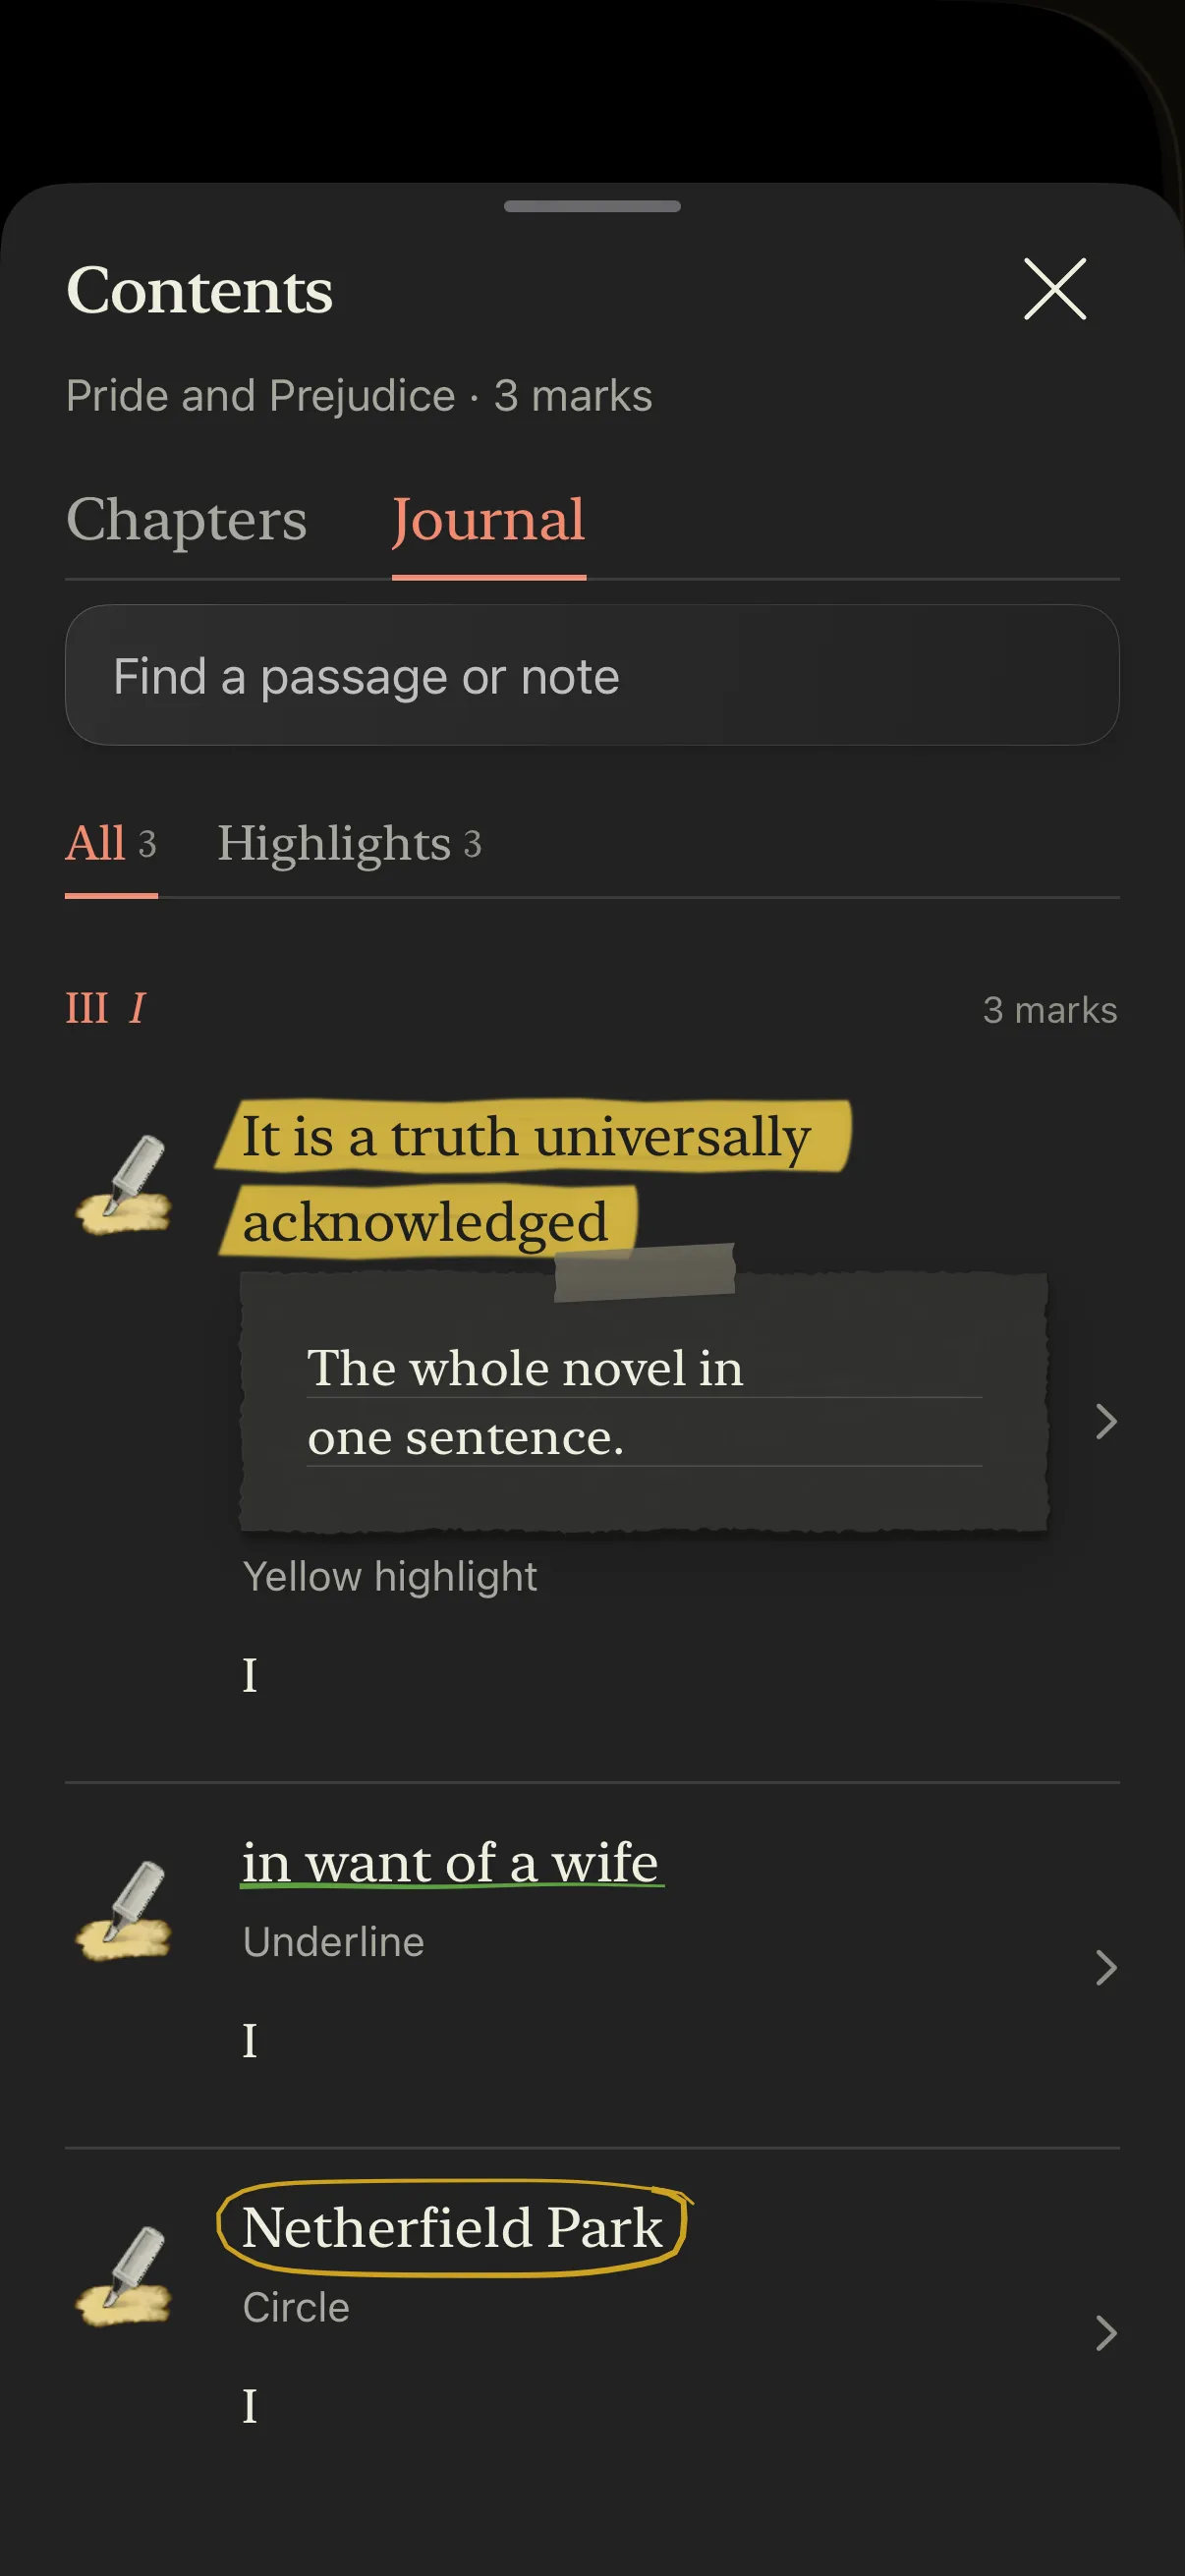 Contents
Pride and Prejudice · 3 marks
Chapters Journal
Find a passage or note
All 3 Highlights 3
III I 3 marks
It is a truth universally
acknowledged
The whole novel in
one sentence.
Yellow highlight
I
in want of a wife
Underline
I
Netherfield Park
Circle
I